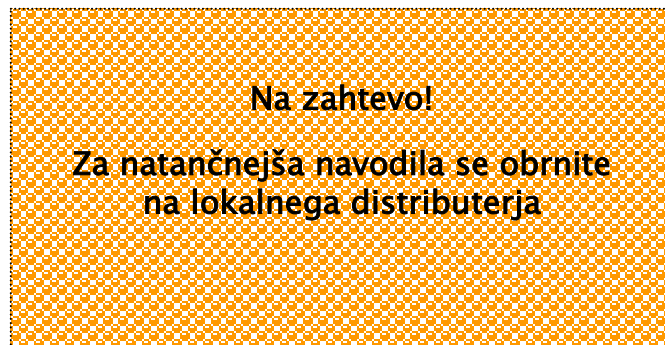 Na zahtevo!
Za natančnejša navodila se obrnite
na lokalnega distributerja